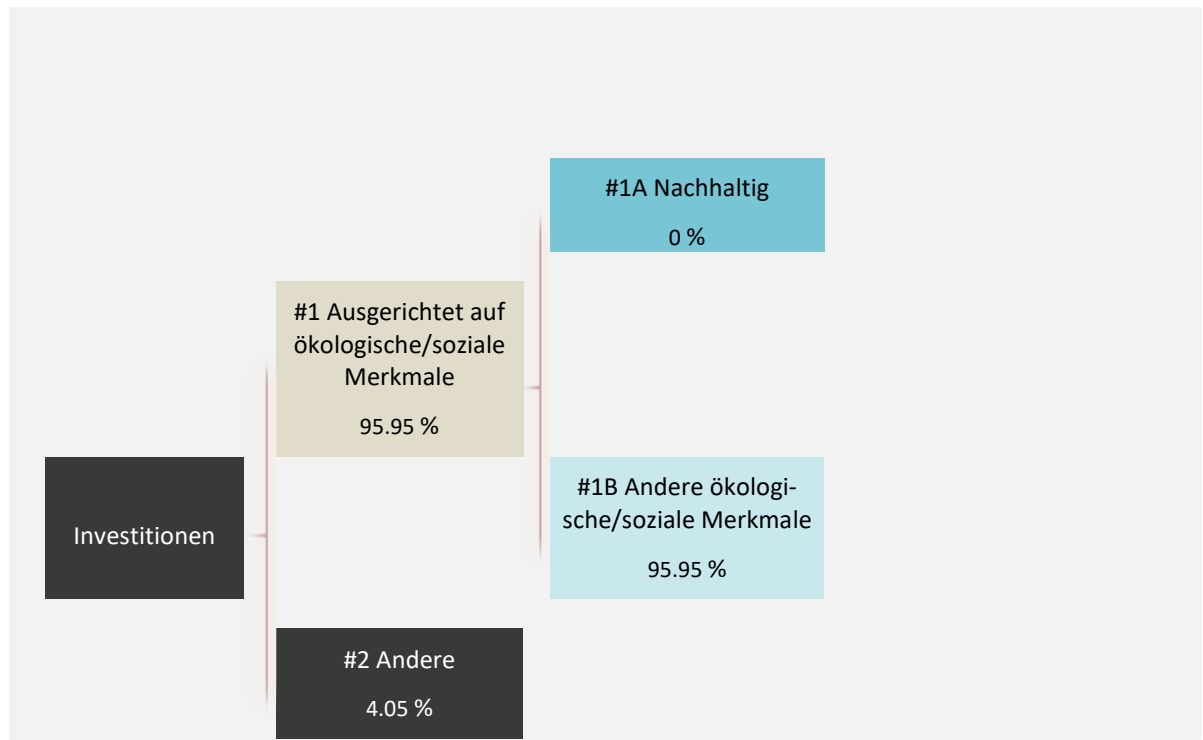 #1A Nachhaltig
0 %
#1 Ausgerichtet auf
ökologische/soziale
Merkmale
95.95 %
#1B Andere ökologi-
sche/soziale Merkmale
95.95 %
Investitionen
#2 Andere
4.05 %